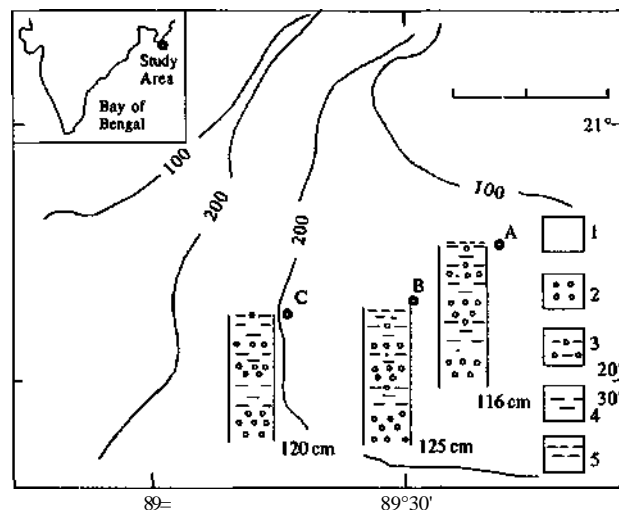 Study
Area
Bay of
Bengal
21°
100
200
200
100
A
B
C
1
2
3
20°
30'
4
5
116 cm
125 cm
120 cm
89=
89°30'